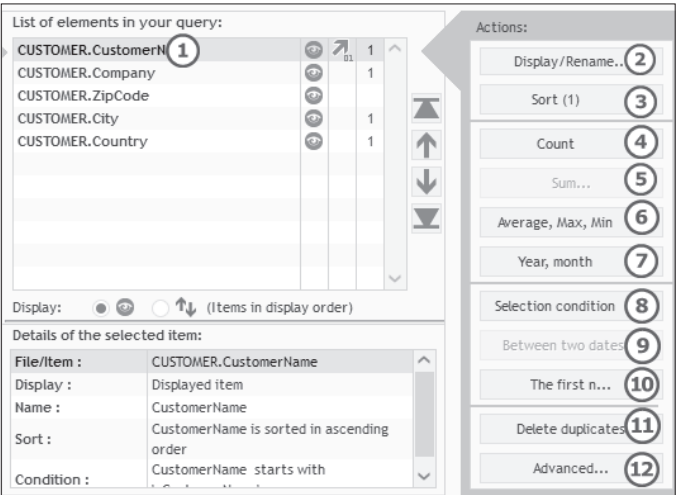 List of elements in your query:
CUSTOMER.CustomerN 1 01 1
CUSTOMER.Company 1
CUSTOMER.ZipCode
CUSTOMER.City 1
CUSTOMER.Country 1
Display: (Items in display order)
Details of the selected item:
File/Item : CUSTOMER.CustomerName
Display : Displayed item
Name : CustomerName
Sort : CustomerName is sorted in ascending
order
Condition : CustomerName starts with
Actions:
Display/Rename.. 2
Sort (1) 3
Count 4
Sum... 5
Average, Max, Min 6
Year, month 7
Selection condition 8
Between two dates 9
The first n... 10
Delete duplicates 11
Advanced... 12